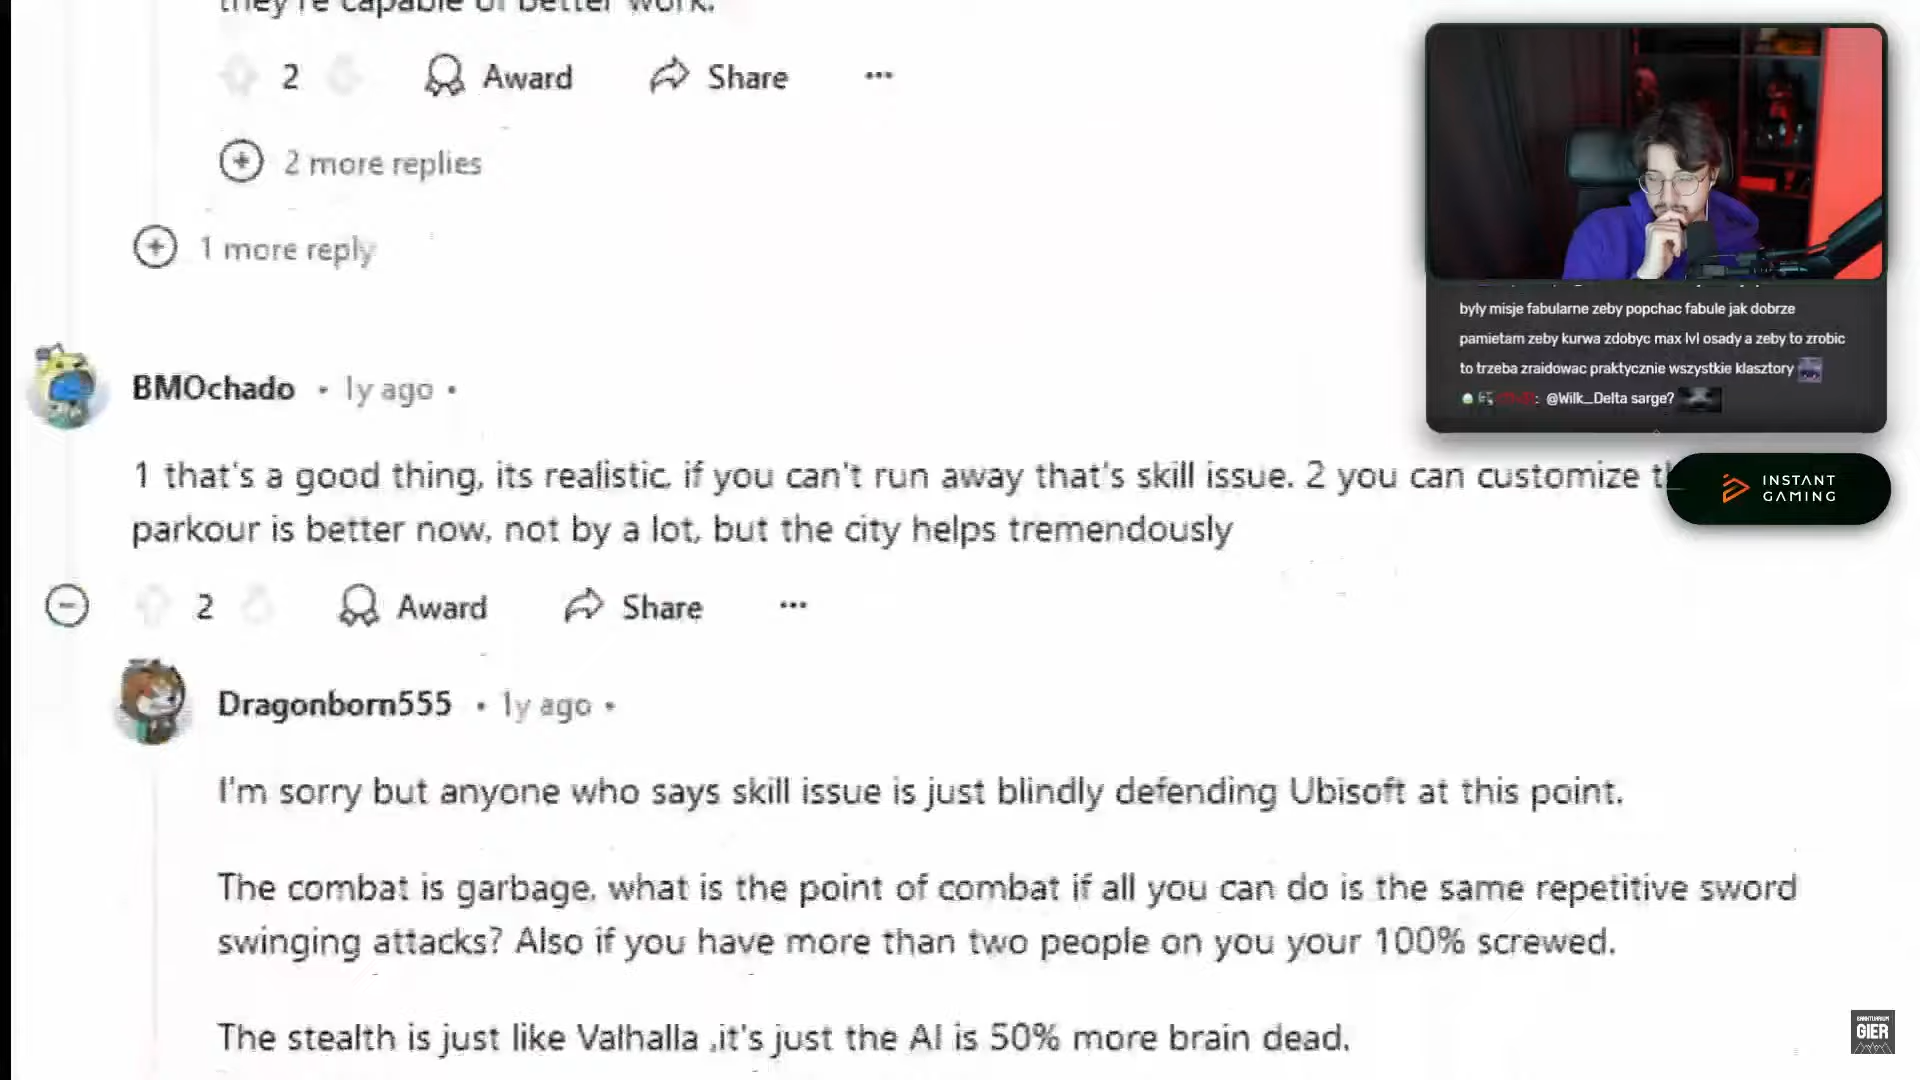 they're capable of better work.
2 Award Share ...
2 more replies
1 more reply
BMOchado • 1y ago •
1 that's a good thing, its realistic. if you can't run away that's skill issue. 2 you can customize
parkour is better now, not by a lot, but the city helps tremendously
2 Award Share ...
Dragonborn555 • 1y ago •
I'm sorry but anyone who says skill issue is just blindly defending Ubisoft at this point.
The combat is garbage, what is the point of combat if all you can do is the same repetitive sword
swinging attacks? Also if you have more than two people on you your 100% screwed.
The stealth is just like Valhalla ,it's just the AI is 50% more brain dead.
byly misje fabularne zeby popchac fabule jak dobrze
pamietam zeby kurwa zdobyc max lvl osady a zeby to zrobic
to trzeba zraidowac praktycznie wszystkie klasztory
: @Wilk_Delta sarge?
INSTANT
GAMING
SANKTUARIUM
GIER